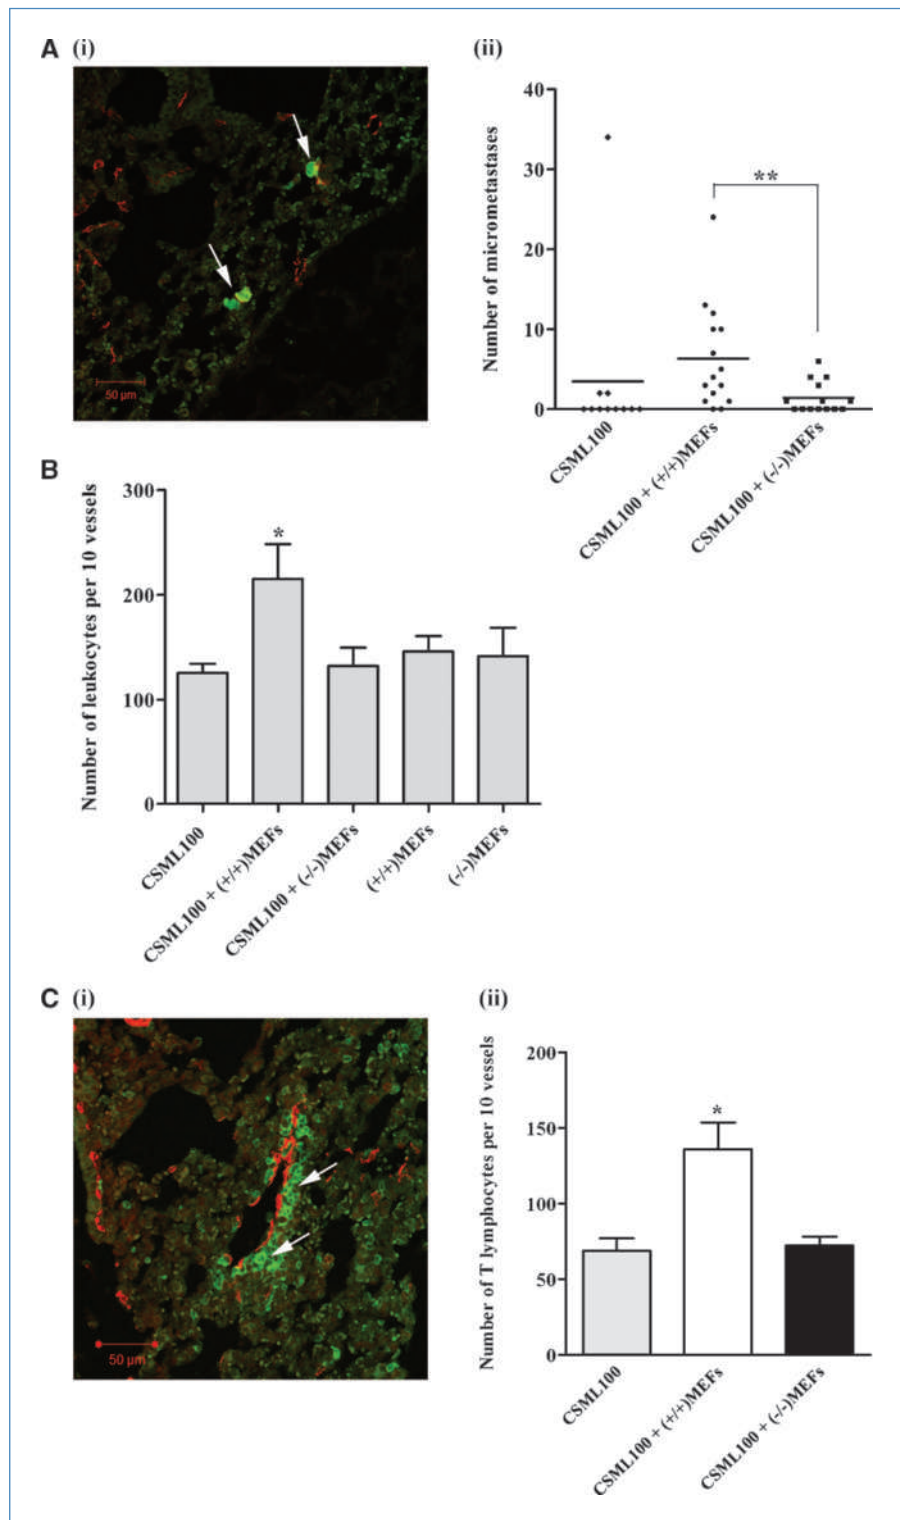 A (i)
50 µm
(ii)
Number of micrometastases
40
30
20
10
0
**
CSML100
CSML100 + (+/+)MEFs
CSML100 + (-/-)MEFs
B
Number of leukocytes per 10 vessels
300
200
100
0
*
CSML100
CSML100 + (+/+)MEFs
CSML100 + (-/-)MEFs
(+/+)MEFs
(-/-)MEFs
C (i)
50 µm
(ii)
Number of T lymphocytes per 10 vessels
200
150
100
50
0
*
CSML100
CSML100 + (+/+)MEFs
CSML100 + (-/-)MEFs